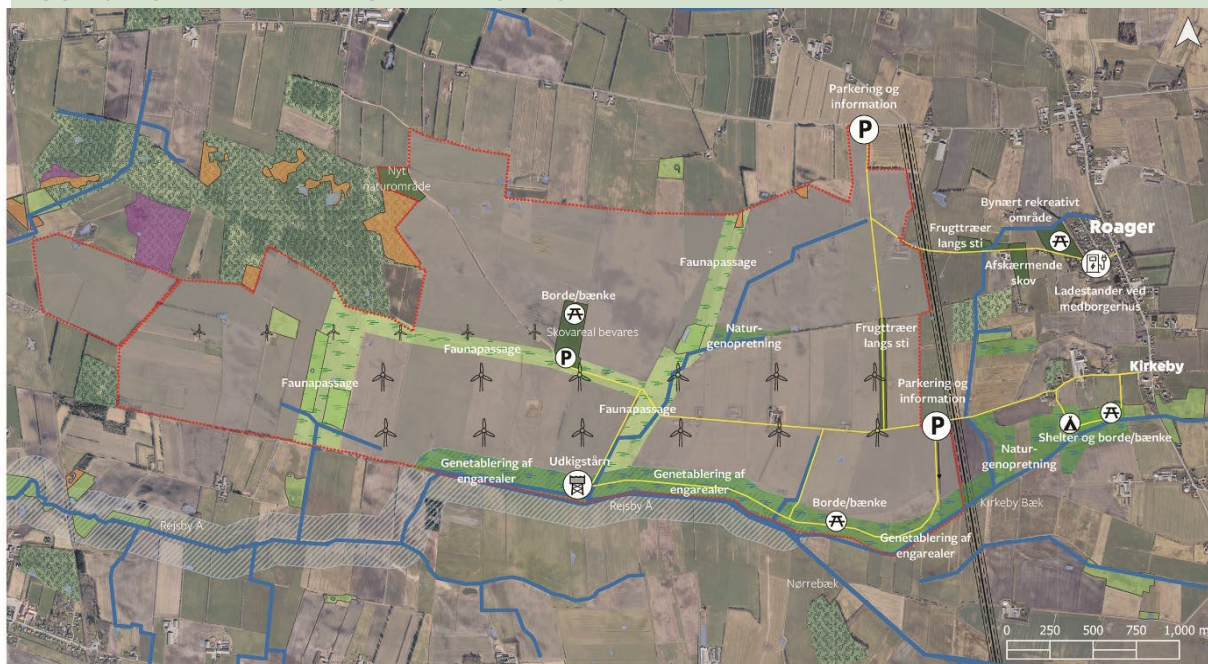 Parkering og
information
P
Nyt
naturområde
Bynært rekreativt
område
Roager
Frugttræer
langs sti
Faunapassage
Afskærmende
skov
Ladestander ved
medborgerhus
Borde/bænke
Skovareal bevares
Natur-
genopretning
Frugttræer
langs sti
Faunapassage
P
Kirkeby
Faunapassage
Parkering og
information
Faunapassage
P
Shelter og borde/bænke
Udkigstårn
Natur-
genopretning
Genetablering af
engarealer
Genetablering af
engarealer
Rejsby Å
Borde/bænke
Kirkeby Bæk
Rejsby Å
Genetablering af
engarealer
Nørrebæk
0 250 500 750 1,000 m